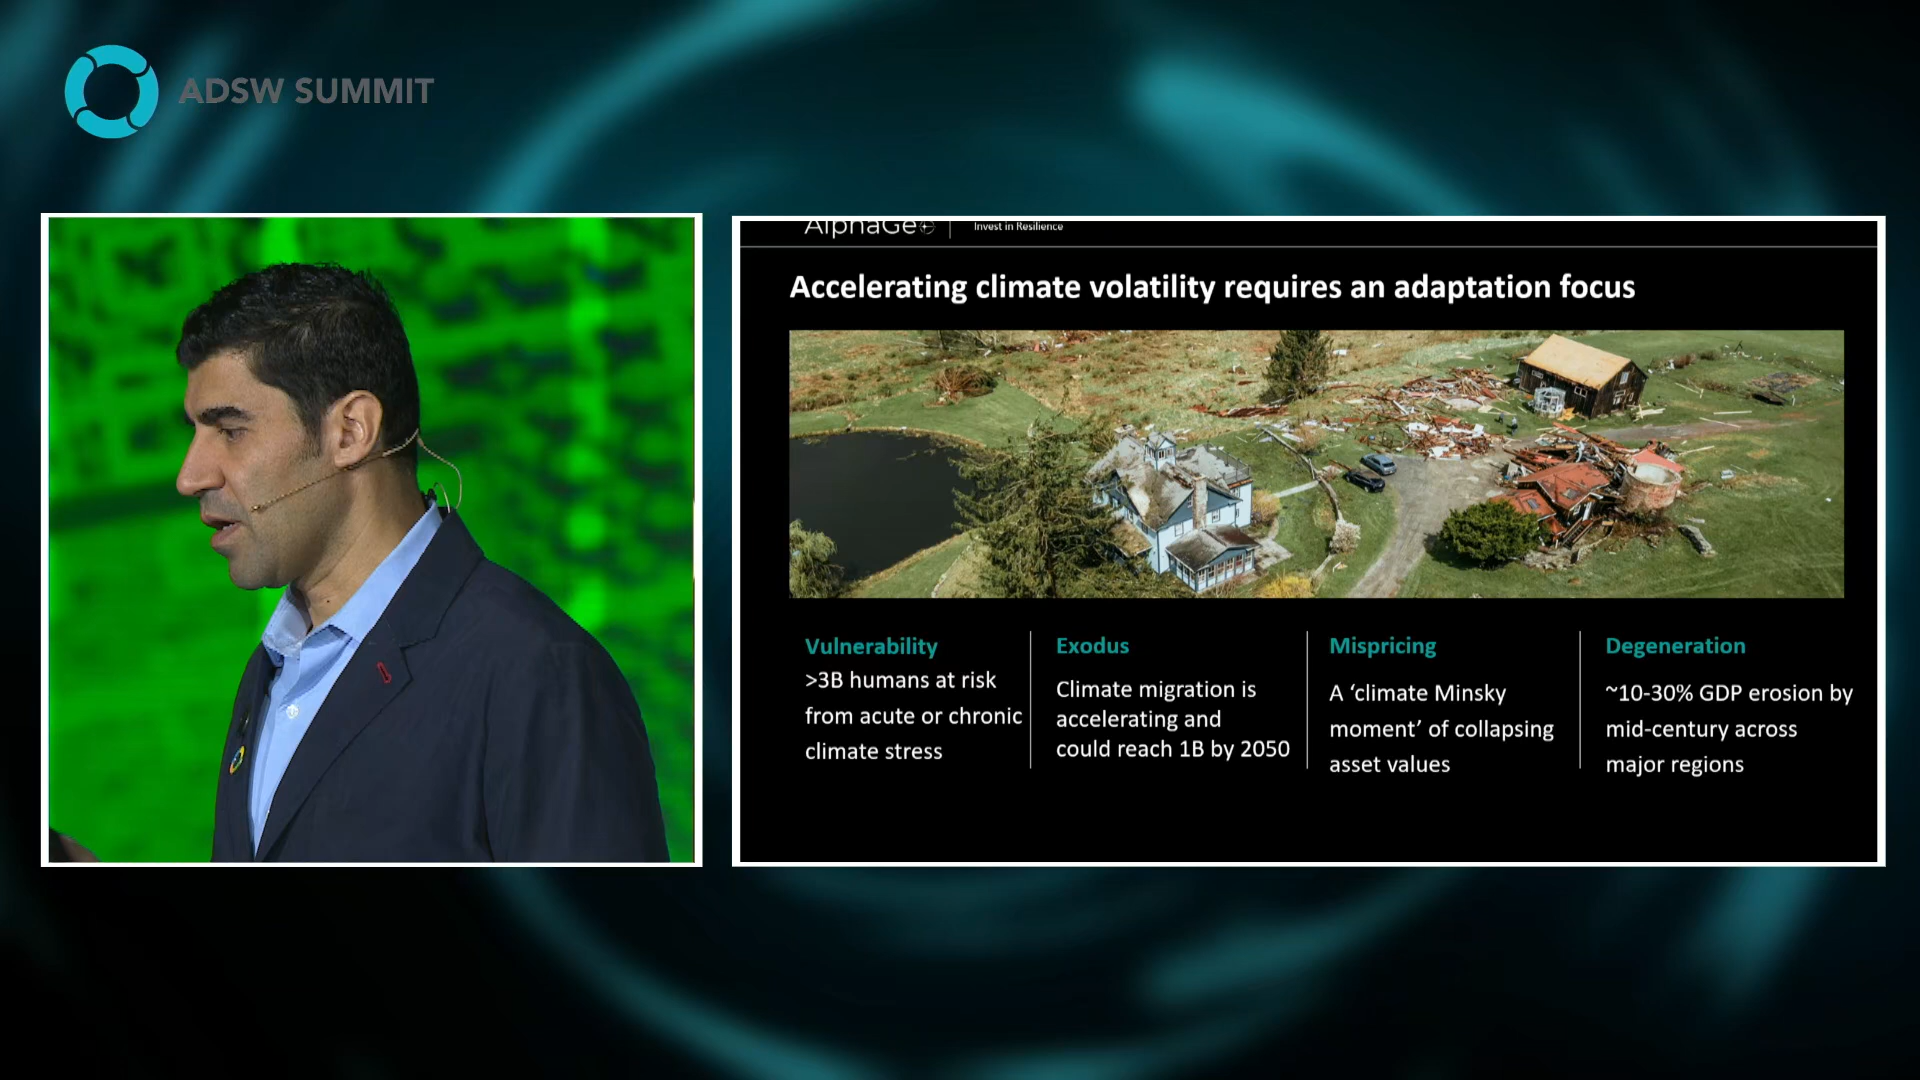 ADSW SUMMIT
AlphaGeo
Invest in Resilience
Accelerating climate volatility requires an adaptation focus
Vulnerability
>3B humans at risk
from acute or chronic
climate stress
Exodus
Climate migration is
accelerating and
could reach 1B by 2050
Mispricing
A ‘climate Minsky
moment’ of collapsing
asset values
Degeneration
~10-30% GDP erosion by
mid-century across
major regions